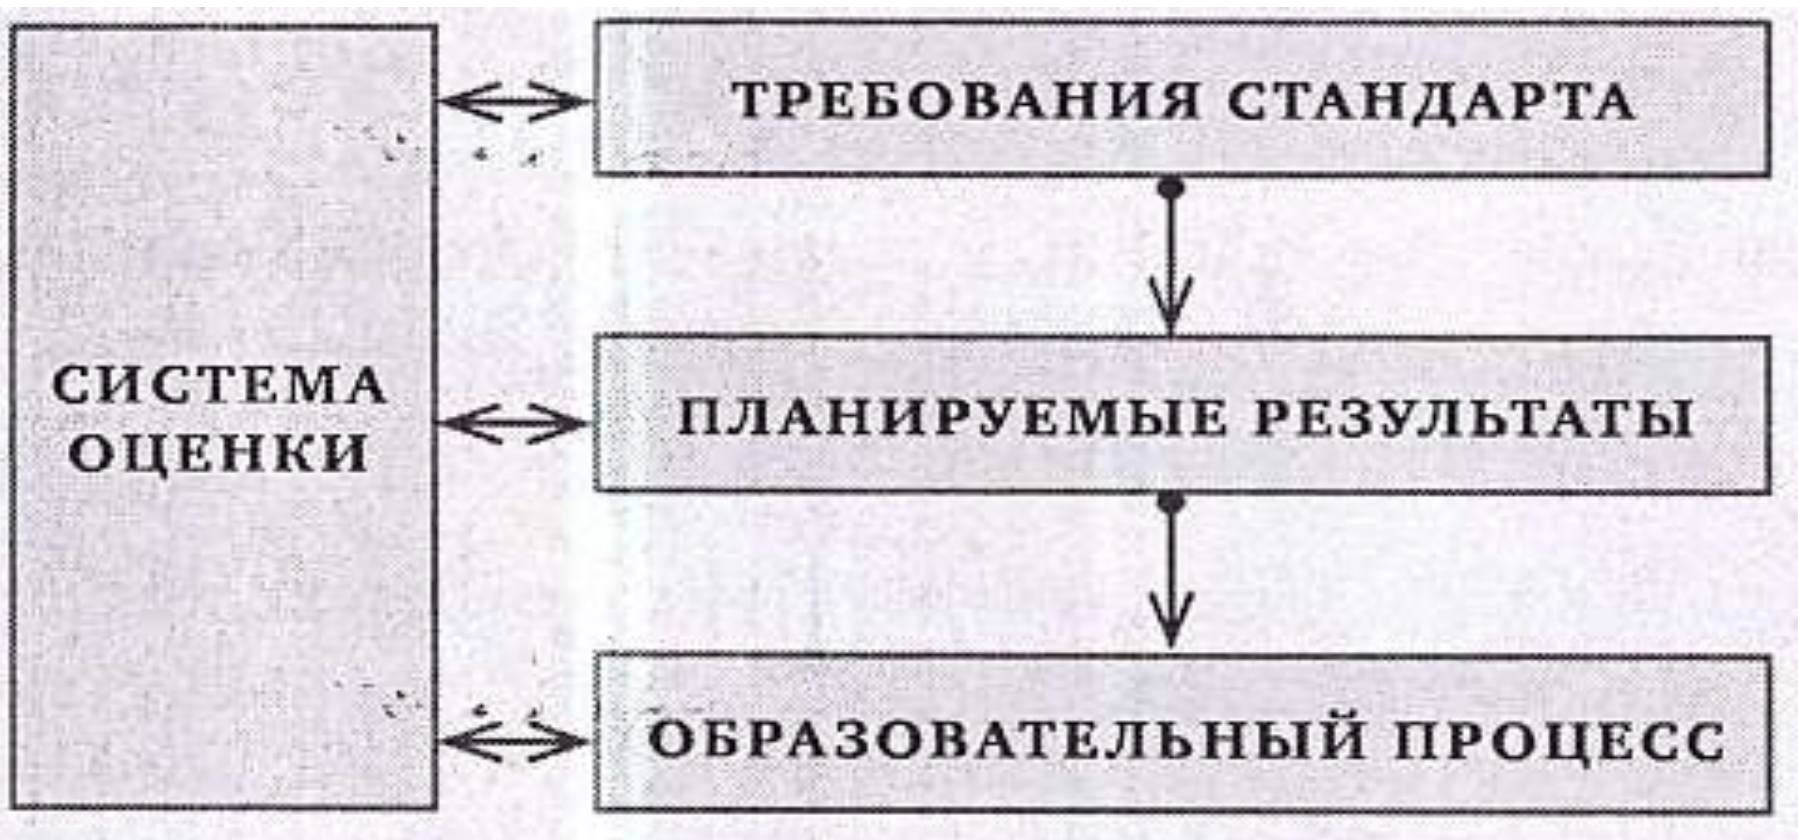 ТРЕБОВАНИЯ СТАНДАРТА
СИСТЕМА
ОЦЕНКИ
ПЛАНИРУЕМЫЕ РЕЗУЛЬТАТЫ
ОБРАЗОВАТЕЛЬНЫЙ ПРОЦЕСС